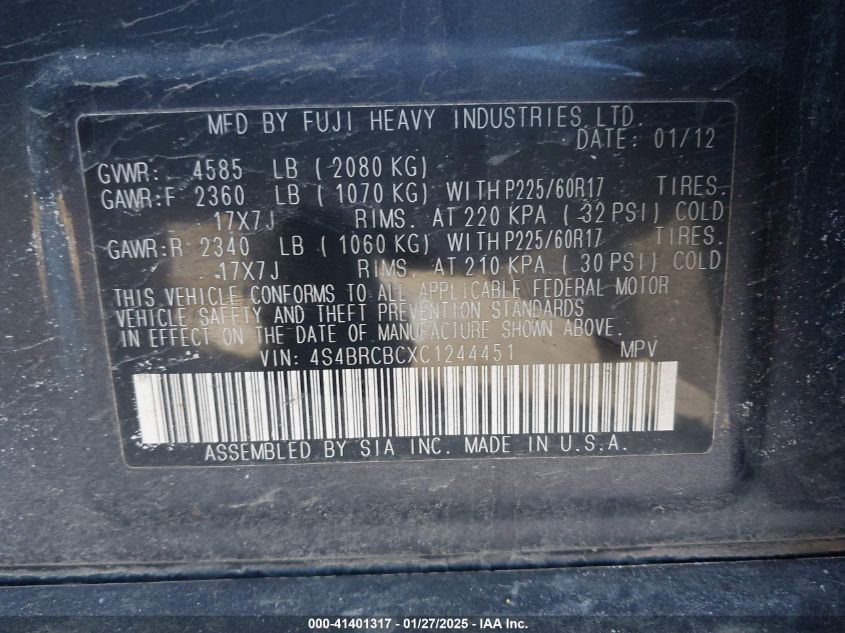 MFD BY FUJI HEAVY INDUSTRIES LTD.
DATE: 01/12
GVWR: 4585 LB (2080 KG)
GAWR:F 2360 LB (1070 KG) WITH P225/60R17 TIRES.
17X7J RIMS. AT 220 KPA (32 PSI) COLD
GAWR:R 2340 LB (1060 KG) WITH P225/60R17 TIRES.
17X7J RIMS. AT 210 KPA (30 PSI) COLD
THIS VEHICLE CONFORMS TO ALL APPLICABLE FEDERAL MOTOR
VEHICLE SAFETY AND THEFT PREVENTION STANDARDS
IN EFFECT ON THE DATE OF MANUFACTURE SHOWN ABOVE.
VIN: 4S4BRCBCXC1244451 MPV
ASSEMBLED BY SIA INC. MADE IN U.S.A.
000-41401317 - 01/27/2025 - IAA Inc.